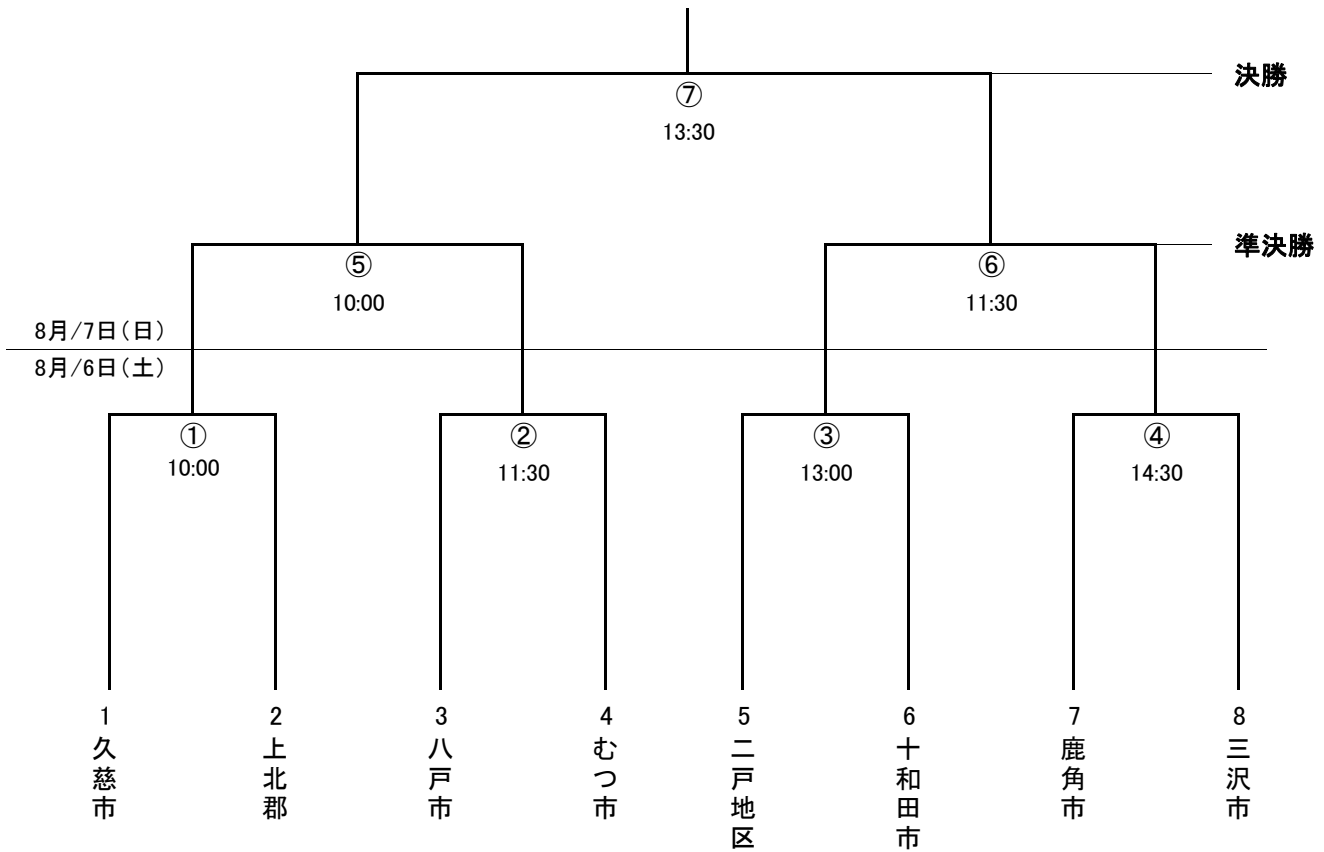 ⑦
13:30
決勝
⑤
10:00
⑥
11:30
準決勝
8月/7日(日)
8月/6日(土)
①
10:00
②
11:30
③
13:00
④
14:30
1
久慈市
2
上北郡
3
八戸市
4
むつ市
5
二戸地区
6
十和田市
7
鹿角市
8
三沢市